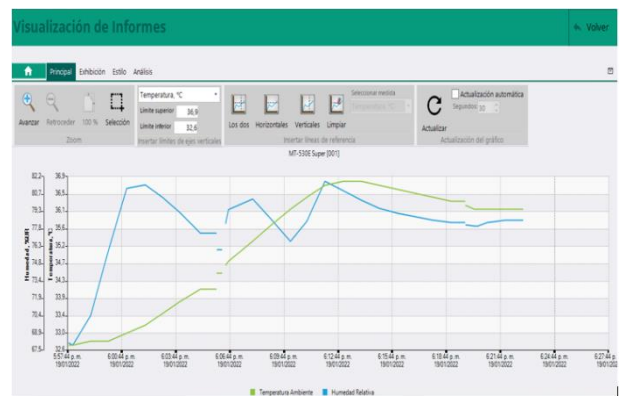 Visualización de Informes
Volver
Principal Exhibición Estilo Análisis
Avanzar Retroceder 100 % Selección
Zoom
Temperatura, °C
Límite superior 36,9
Límite inferior 32,6
Insertar límites de ejes verticales
Los dos Horizontales Verticales Limpiar
Seleccionar medida
Temperatura, °C
Insertar líneas de referencia
Actualizar
Actualización automática
Segundos 30
Actualización del gráfico
MT-530E Super [001]
Humedad, %URl
Temperatura, °C
82.2 36.9
80.7 36.5
79.3 36.1
77.8 35.6
76.3 35.2
34.7
34.3
71.9 33.9
70.4 33.4
68.9 33.0
67.5 32.6
5:57:44 p. m. 6:00:44 p. m. 6:03:44 p. m. 6:06:44 p. m. 6:09:44 p. m. 6:12:44 p. m. 6:15:44 p. m. 6:18:44 p. m. 6:21:44 p. m. 6:24:44 p. m. 6:27:44 p.
19/01/2022 19/01/2022 19/01/2022 19/01/2022 19/01/2022 19/01/2022 19/01/2022 19/01/2022 19/01/2022 19/01/2022 19/01/202
Temperatura Ambiente Humedad Relativa